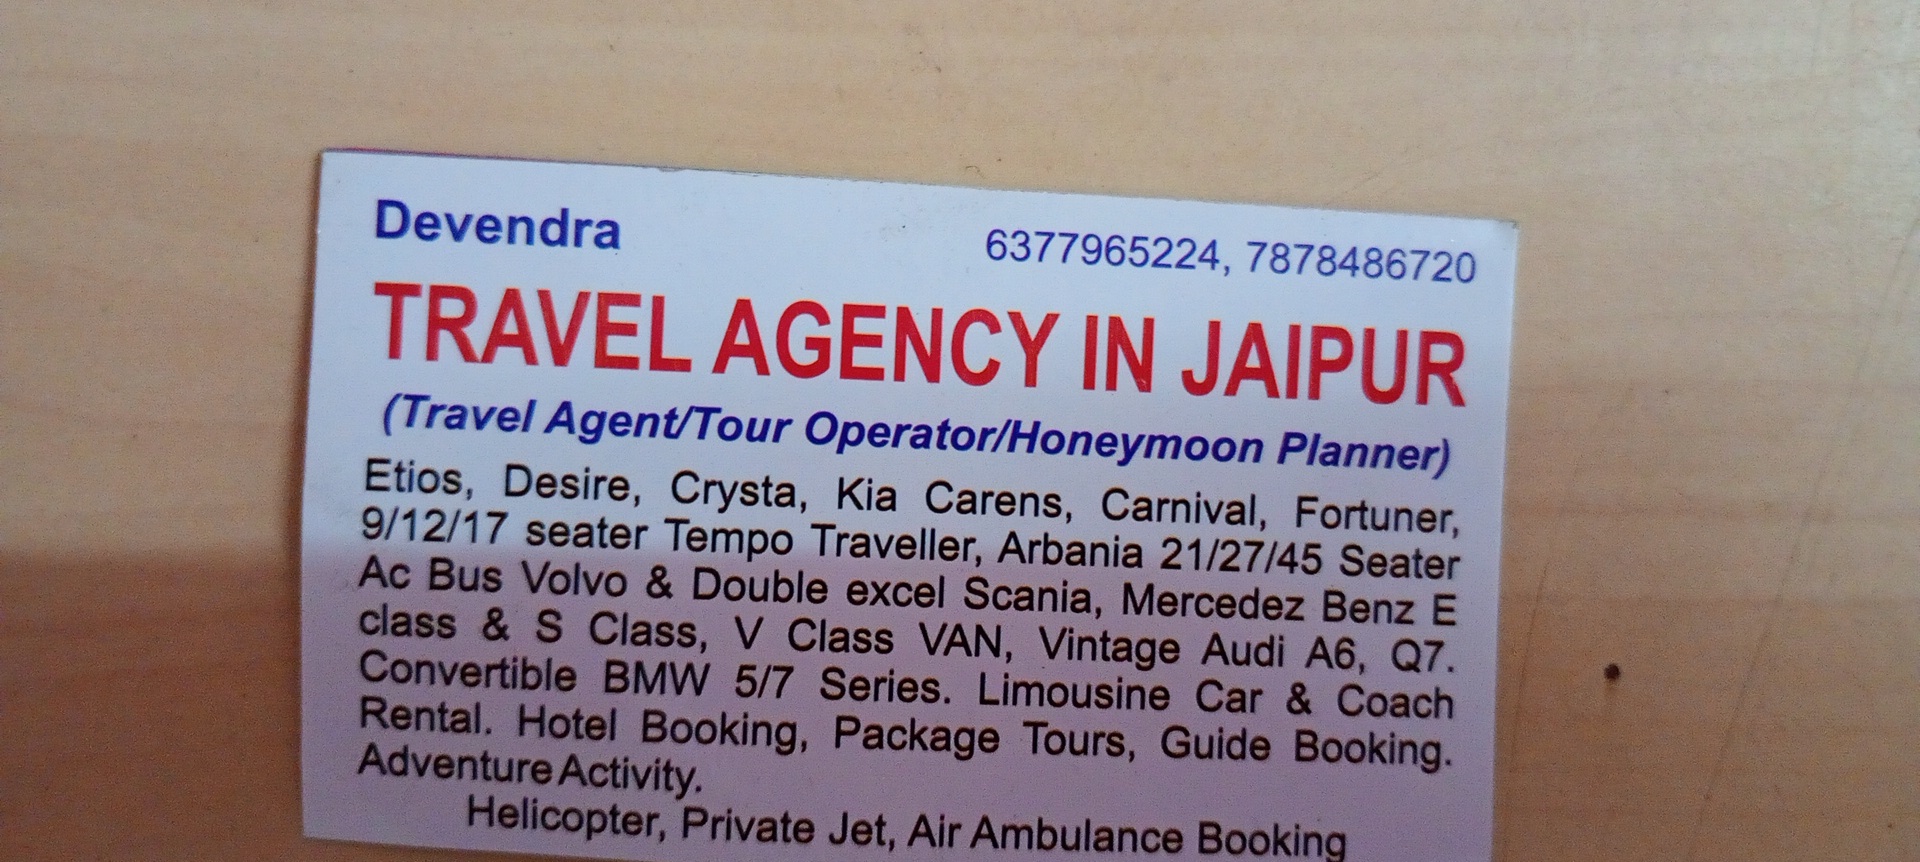 Devendra 6377965224, 7878486720
TRAVEL AGENCY IN JAIPUR
(Travel Agent/Tour Operator/Honeymoon Planner)
Etios, Desire, Crysta, Kia Carens, Carnival, Fortuner,
9/12/17 seater Tempo Traveller, Arbania 21/27/45 Seater
Ac Bus Volvo & Double excel Scania, Mercedez Benz E
class & S Class, V Class VAN, Vintage Audi A6, Q7.
Convertible BMW 5/7 Series. Limousine Car & Coach
Rental. Hotel Booking, Package Tours, Guide Booking.
Adventure Activity.
Helicopter, Private Jet, Air Ambulance Booking